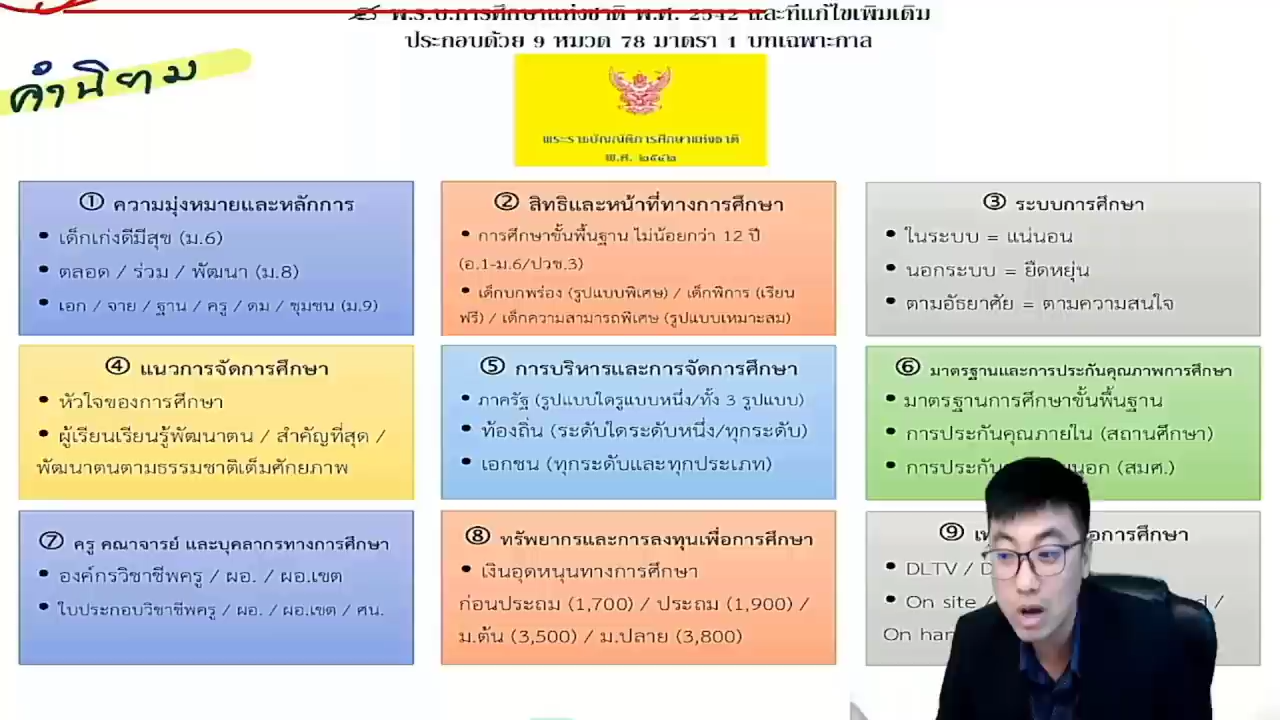 พ.ร.บ.การศึกษาแห่งชาติ พ.ศ. 2542 และที่แก้ไขเพิ่มเติม
ประกอบด้วย 9 หมวด 78 มาตรา 1 บทเฉพาะกาล
คำนิยาม
พระราชบัญญัติการศึกษาแห่งชาติ
พ.ศ. ๒๕๔๒
① ความมุ่งหมายและหลักการ
• เด็กเก่งดีมีสุข (ม.6)
• ตลอด / ร่วม / พัฒนา (ม.8)
• เอก / จาย / ฐาน / ครู / ดม / ชุมชน (ม.9)
② สิทธิและหน้าที่ทางการศึกษา
• การศึกษาขั้นพื้นฐาน ไม่น้อยกว่า 12 ปี
(อ.1-ม.6/ปวช.3)
• เด็กบกพร่อง (รูปแบบพิเศษ) / เด็กพิการ (เรียน
ฟรี) / เด็กความสามารถพิเศษ (รูปแบบเหมาะสม)
③ ระบบการศึกษา
• ในระบบ = แน่นอน
• นอกระบบ = ยืดหยุ่น
• ตามอัธยาศัย = ตามความสนใจ
④ แนวการจัดการศึกษา
• หัวใจของการศึกษา
• ผู้เรียนเรียนรู้พัฒนาตน / สำคัญที่สุด /
พัฒนาตนตามธรรมชาติเต็มศักยภาพ
⑤ การบริหารและการจัดการศึกษา
• ภาครัฐ (รูปแบบใดรูแบบหนึ่ง/ทั้ง 3 รูปแบบ)
• ท้องถิ่น (ระดับใดระดับหนึ่ง/ทุกระดับ)
• เอกชน (ทุกระดับและทุกประเภท)
⑥ มาตรฐานและการประกันคุณภาพการศึกษา
• มาตรฐานการศึกษาขั้นพื้นฐาน
• การประกันคุณภายใน (สถานศึกษา)
• การประกัน นอก (สมศ.)
⑦ ครู คณาจารย์ และบุคลากรทางการศึกษา
• องค์กรวิชาชีพครู / ผอ. / ผอ.เขต
• ใบประกอบวิชาชีพครู / ผอ. / ผอ.เขต / ศน.
⑧ ทรัพยากรและการลงทุนเพื่อการศึกษา
• เงินอุดหนุนทางการศึกษา
ก่อนประถม (1,700) / ประถม (1,900) /
ม.ต้น (3,500) / ม.ปลาย (3,800)
⑨ การศึกษา
• DLTV /
• On site / /
On